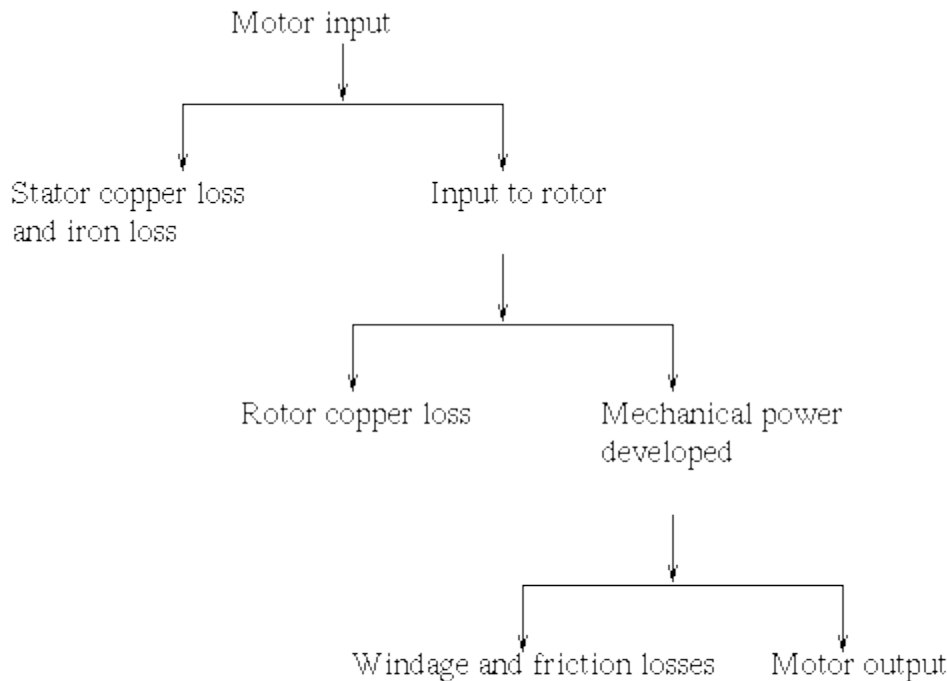 Motor input
Stator copper loss
and iron loss
Input to rotor
Rotor copper loss
Mechanical power
developed
Windage and friction losses
Motor output